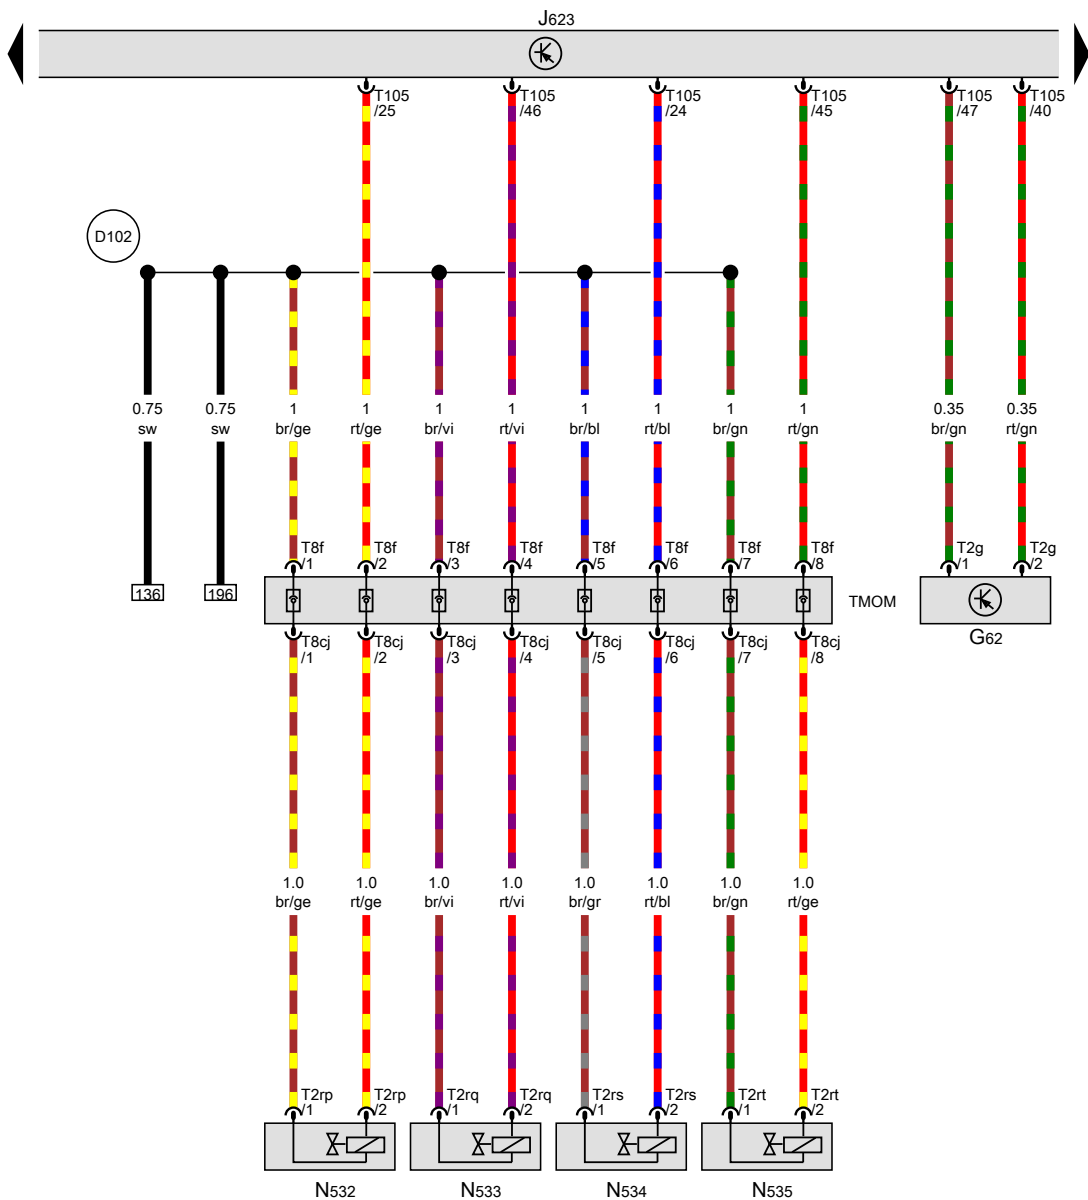 J623
T105 T105 T105 T105 T105 T105
/25 /46 /24 /45 /47 /40
D102
0.75 0.75 1 1 1 1 1 1 1 1 0.35 0.35
sw sw br/ge rt/ge br/vi rt/vi br/bl rt/bl br/gn rt/gn br/gn rt/gn
T8f T8f T8f T8f T8f T8f T8f T8f T2g T2g
/1 /2 /3 /4 /5 /6 /7 /8 /1 /2
136 196 TMOM
G62
T8cj T8cj T8cj T8cj T8cj T8cj T8cj T8cj
/1 /2 /3 /4 /5 /6 /7 /8
1.0 1.0 1.0 1.0 1.0 1.0 1.0 1.0
br/ge rt/ge br/vi rt/vi br/gr rt/bl br/gn rt/ge
T2rp T2rp T2rq T2rq T2rs T2rs T2rt T2rt
/1 /2 /1 /2 /1 /2 /1 /2
N532 N533 N534 N535